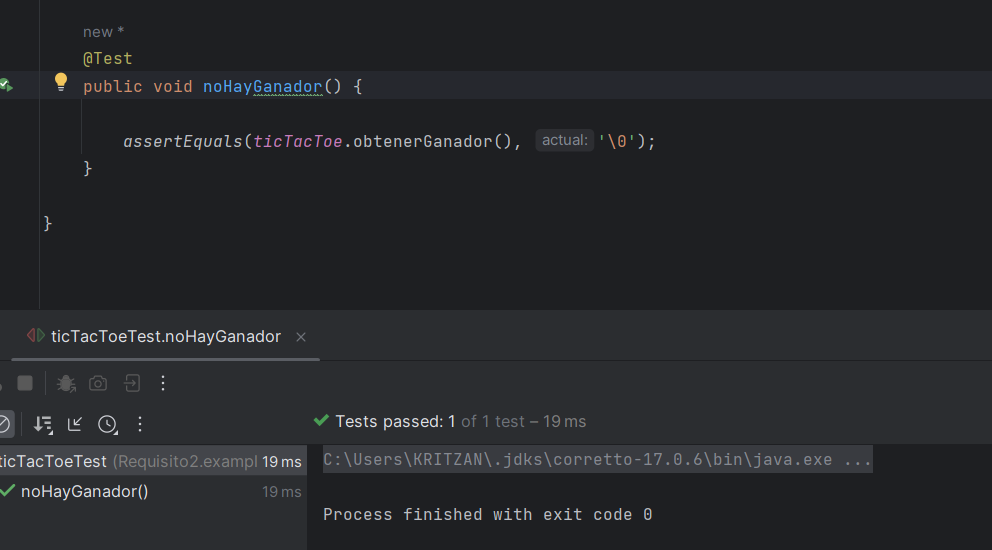 new *
@Test
public void noHayGanador() {
assertEquals(ticTacToe.obtenerGanador(), actual: '\0');
}
}
ticTacToeTest.noHayGanador
Tests passed: 1 of 1 test – 19 ms
ticTacToeTest (Requisito2.exampl 19 ms
noHayGanador() 19 ms
C:\Users\KRITZAN\.jdks\corretto-17.0.6\bin\java.exe ...
Process finished with exit code 0